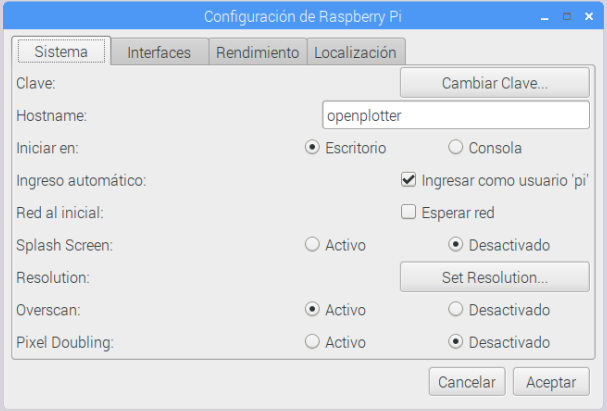 Configuración de Raspberry Pi
Sistema Interfaces Rendimiento Localización
Clave: Cambiar Clave...
Hostname: openplotter
Iniciar en: Escritorio Consola
Ingreso automático: Ingresar como usuario 'pi'
Red al inicial: Esperar red
Splash Screen: Activo Desactivado
Resolution: Set Resolution...
Overscan: Activo Desactivado
Pixel Doubling: Activo Desactivado
Cancelar Aceptar